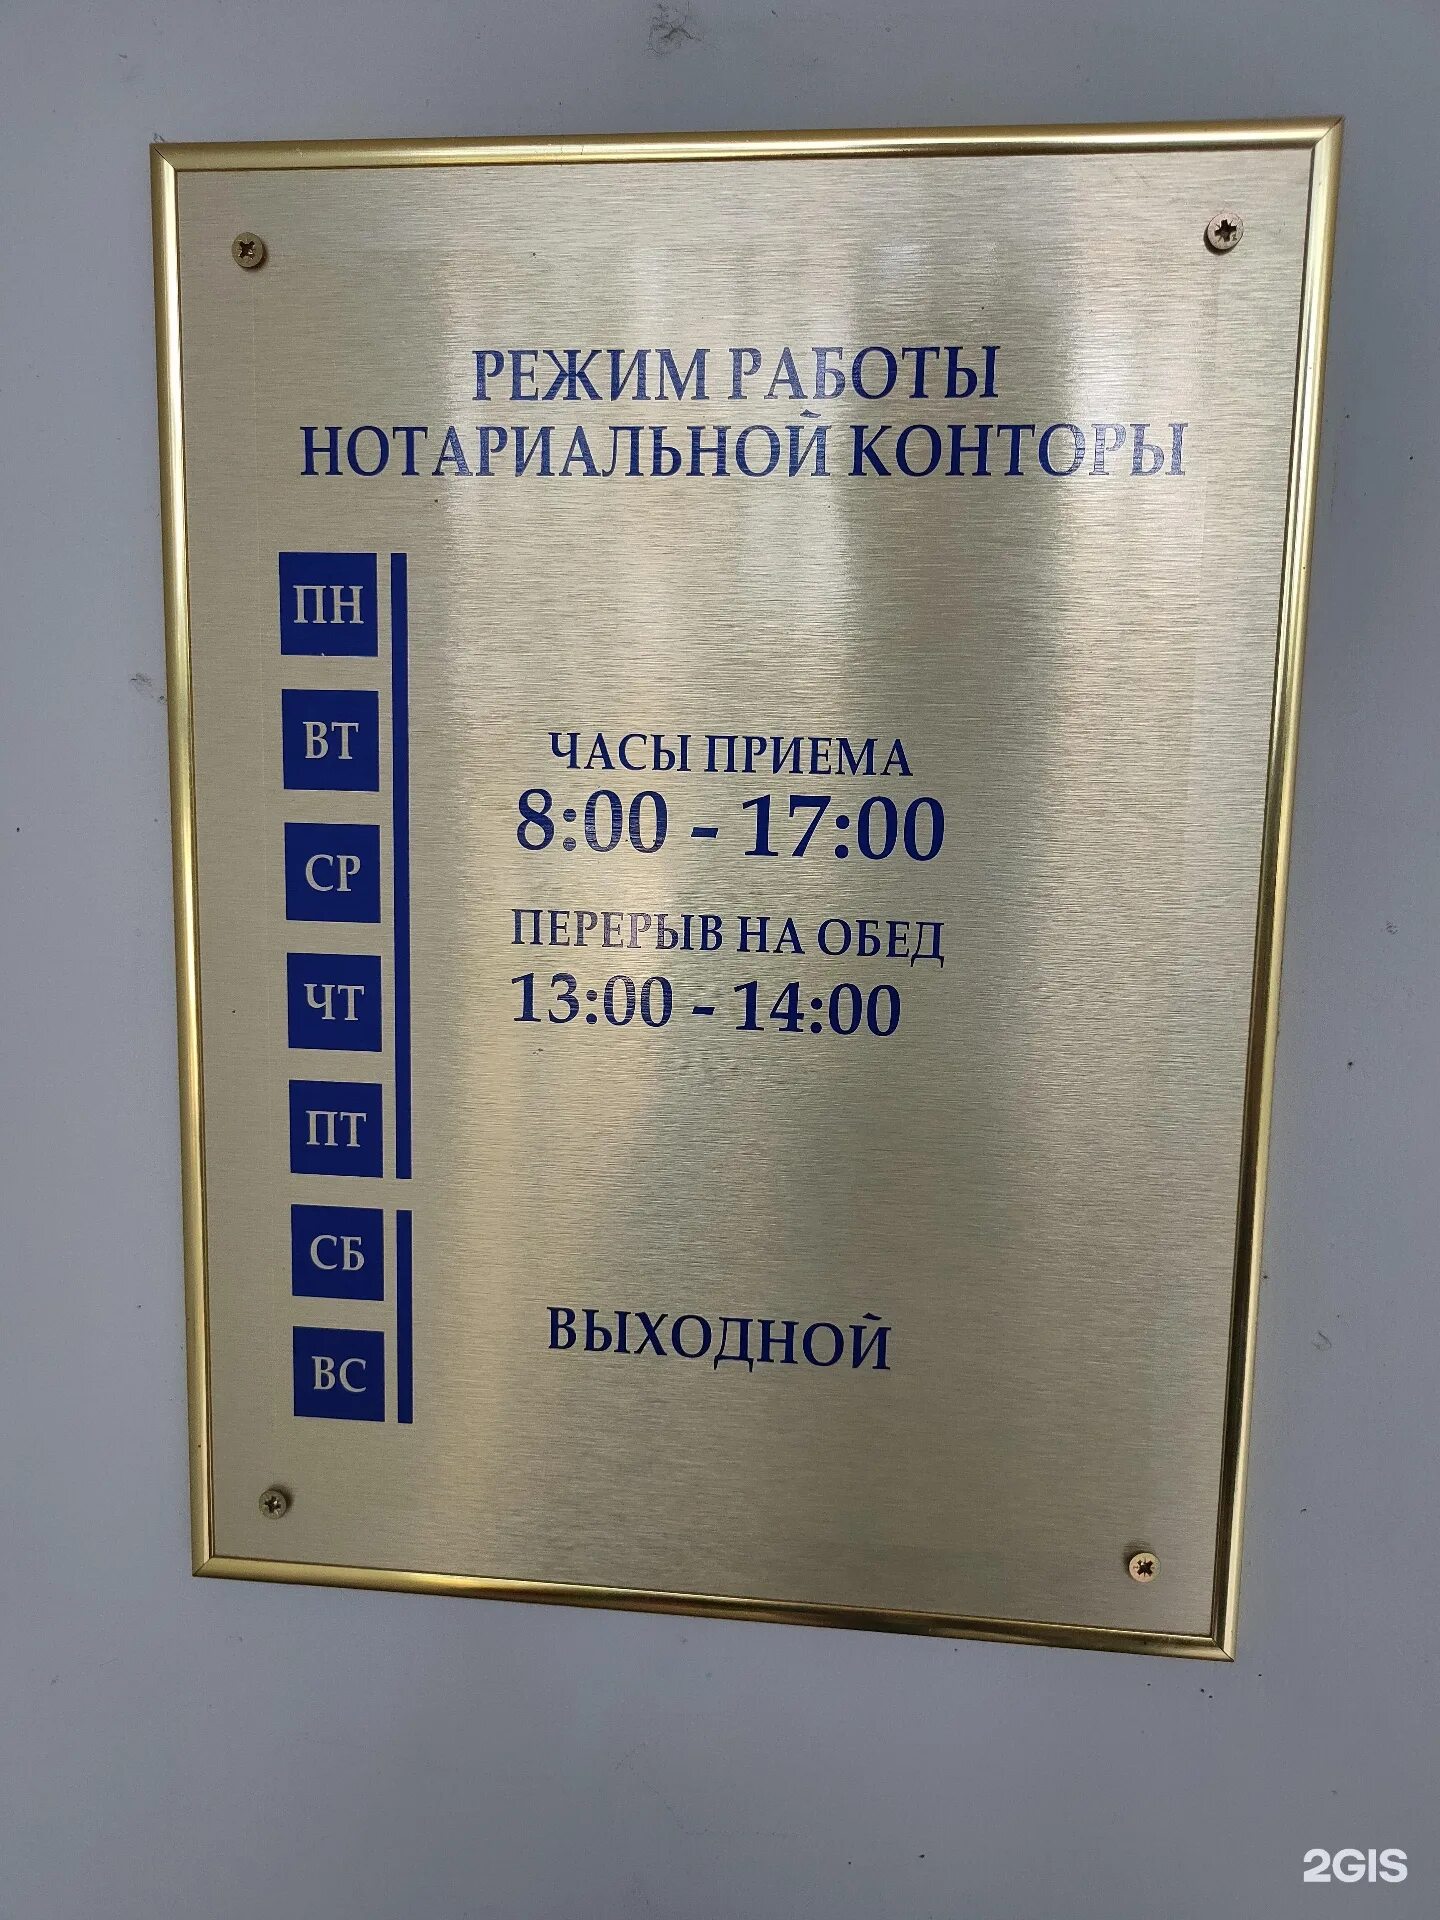 РЕЖИМ РАБОТЫ
НОТАРИАЛЬНОЙ КОНТОРЫ
ПН
ВТ
СР
ЧТ
ПТ
ЧАСЫ ПРИЕМА
8:00 - 17:00
ПЕРЕРЫВ НА ОБЕД
13:00 - 14:00
СБ
ВС
ВЫХОДНОЙ
2GIS